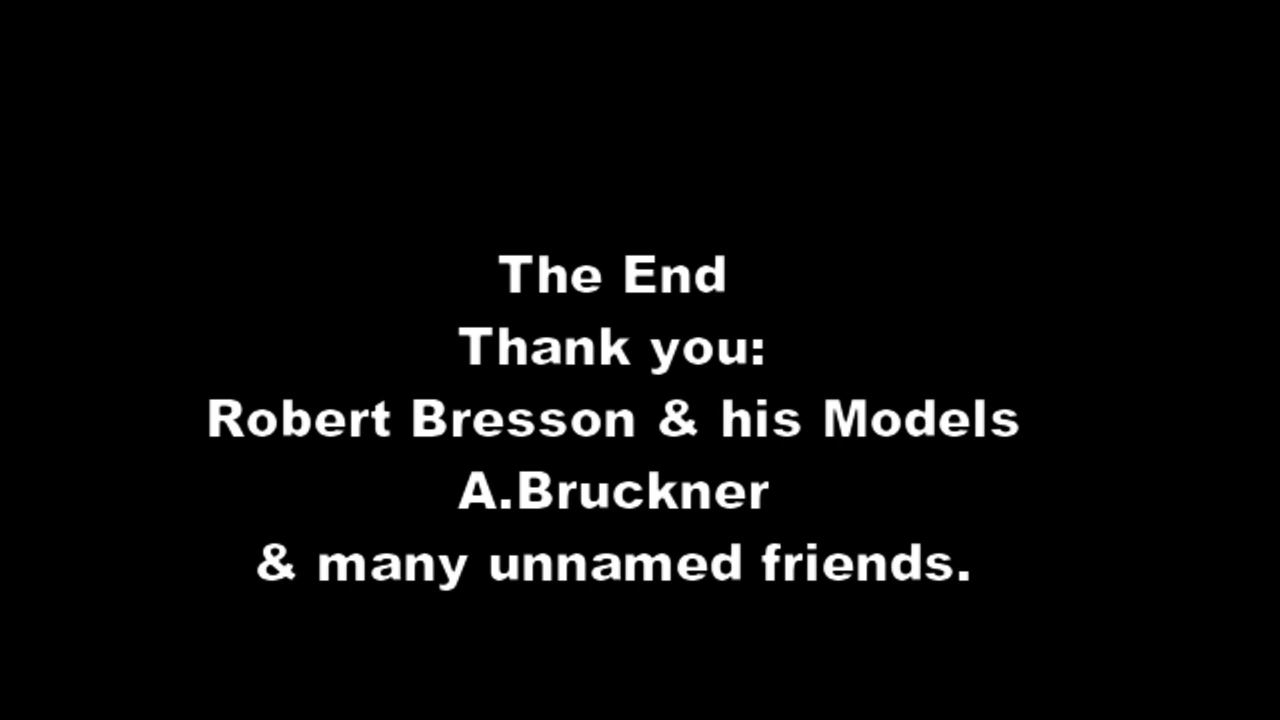 The End
Thank you:
Robert Bresson & his Models
A.Bruckner
& many unnamed friends.